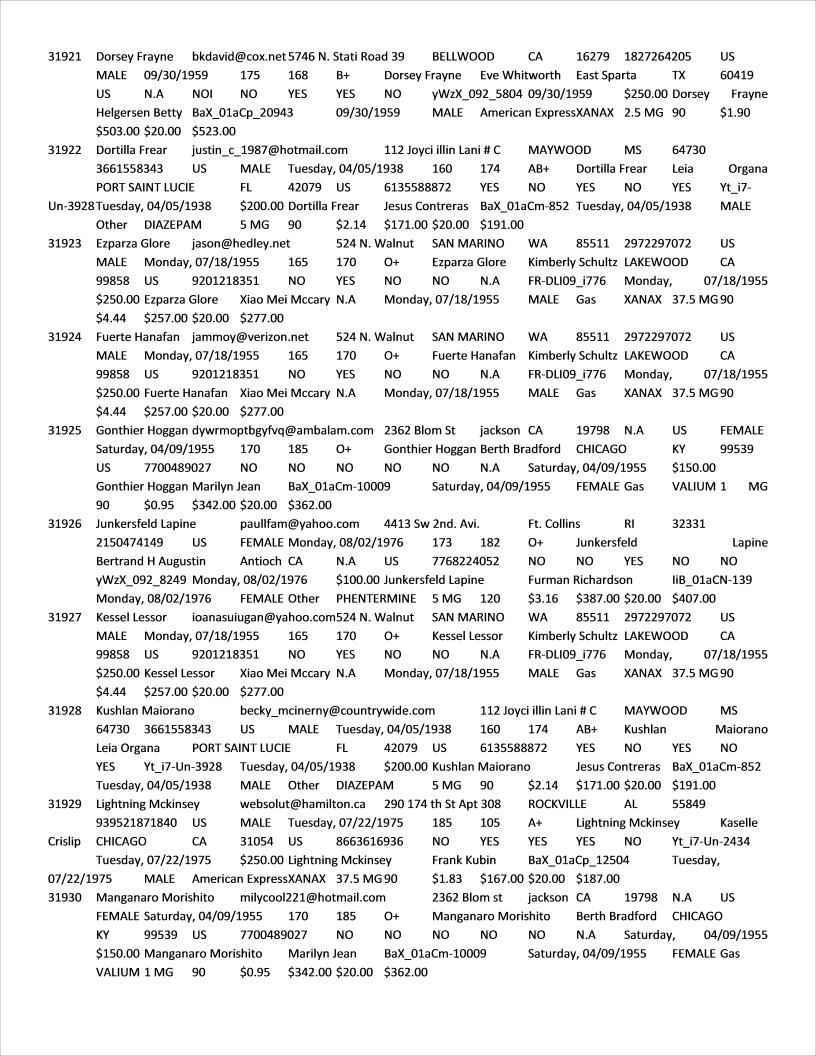 31921 Dorsey Frayne bkdavid@cox.net 5746 N. Stati Road 39 BELLWOOD CA 16279 1827264205 US
MALE 09/30/1959 175 168 B+ Dorsey Frayne Eve Whitworth East Sparta TX 60419
US N.A NOI NO YES YES NO yWzX_092_5804 09/30/1959 $250.00 Dorsey Frayne
Helgersen Betty BaX_01aCp_20943 09/30/1959 MALE American ExpressXANAX 2.5 MG 90 $1.90
$503.00 $20.00 $523.00
31922 Dortilla Frear justin_c_1987@hotmail.com 112 Joyci illin Lani # C MAYWOOD MS 64730
3661558343 US MALE Tuesday, 04/05/1938 160 174 AB+ Dortilla Frear Leia Organa
PORT SAINT LUCIE FL 42079 US 6135588872 YES NO YES NO YES Yt_i7-
Un-3928 Tuesday, 04/05/1938 $200.00 Dortilla Frear Jesus Contreras BaX_01aCm-852 Tuesday, 04/05/1938 MALE
Other DIAZEPAM 5 MG 90 $2.14 $171.00 $20.00 $191.00
31923 Ezparza Glore jason@hedley.net 524 N. Walnut SAN MARINO WA 85511 2972297072 US
MALE Monday, 07/18/1955 165 170 O+ Ezparza Glore Kimberly Schultz LAKEWOOD CA
99858 US 9201218351 NO YES NO NO N.A FR-DLI09_i776 Monday, 07/18/1955
$250.00 Ezparza Glore Xiao Mei Mccary N.A Monday, 07/18/1955 MALE Gas XANAX 37.5 MG 90
$4.44 $257.00 $20.00 $277.00
31924 Fuerte Hanafan jammoy@verizon.net 524 N. Walnut SAN MARINO WA 85511 2972297072 US
MALE Monday, 07/18/1955 165 170 O+ Fuerte Hanafan Kimberly Schultz LAKEWOOD CA
99858 US 9201218351 NO YES NO NO N.A FR-DLI09_i776 Monday, 07/18/1955
$250.00 Fuerte Hanafan Xiao Mei Mccary N.A Monday, 07/18/1955 MALE Gas XANAX 37.5 MG 90
$4.44 $257.00 $20.00 $277.00
31925 Gonthier Hoggan dywrmoptbgyfvq@ambalam.com 2362 Blom St jackson CA 19798 N.A US FEMALE
Saturday, 04/09/1955 170 185 O+ Gonthier Hoggan Berth Bradford CHICAGO KY 99539
US 7700489027 NO NO NO NO NO N.A Saturday, 04/09/1955 $150.00
Gonthier Hoggan Marilyn Jean BaX_01aCm-10009 Saturday, 04/09/1955 FEMALE Gas VALIUM 1 MG
90 $0.95 $342.00 $20.00 $362.00
31926 Junkersfeld Lapine paullfam@yahoo.com 4413 Sw 2nd. Avi. Ft. Collins RI 32331
2150474149 US FEMALE Monday, 08/02/1976 173 182 O+ Junkersfeld Lapine
Bertrand H Augustin Antioch CA N.A US 7768224052 NO NO YES NO NO
yWzX_092_8249 Monday, 08/02/1976 $100.00 Junkersfeld Lapine Furman Richardson IiB_01aCN-139
Monday, 08/02/1976 FEMALE Other PHENTERMINE 5 MG 120 $3.16 $387.00 $20.00 $407.00
31927 Kessel Lessor ioanasuiugan@yahoo.com524 N. Walnut SAN MARINO WA 85511 2972297072 US
MALE Monday, 07/18/1955 165 170 O+ Kessel Lessor Kimberly Schultz LAKEWOOD CA
99858 US 9201218351 NO YES NO NO N.A FR-DLI09_i776 Monday, 07/18/1955
$250.00 Kessel Lessor Xiao Mei Mccary N.A Monday, 07/18/1955 MALE Gas XANAX 37.5 MG 90
$4.44 $257.00 $20.00 $277.00
31928 Kushlan Maiorano becky_mcinerny@countrywide.com 112 Joyci illin Lani # C MAYWOOD MS
64730 3661558343 US MALE Tuesday, 04/05/1938 160 174 AB+ Kushlan Maiorano
Leia Organa PORT SAINT LUCIE FL 42079 US 6135588872 YES NO YES NO
YES Yt_i7-Un-3928 Tuesday, 04/05/1938 $200.00 Kushlan Maiorano Jesus Contreras BaX_01aCm-852
Tuesday, 04/05/1938 MALE Other DIAZEPAM 5 MG 90 $2.14 $171.00 $20.00 $191.00
31929 Lightning Mckinsey websolut@hamilton.ca 290 174 th St Apt 308 ROCKVILLE AL 55849
939521871840 US MALE Tuesday, 07/22/1975 185 105 A+ Lightning Mckinsey Kaselle
Crislip CHICAGO CA 31054 US 8663616936 NO YES YES YES NO Yt_i7-Un-2434
Tuesday, 07/22/1975 $250.00 Lightning Mckinsey Frank Kubin BaX_01aCp_12504 Tuesday,
07/22/1975 MALE American ExpressXANAX 37.5 MG 90 $1.83 $167.00 $20.00 $187.00
31930 Manganaro Morishito milycool221@hotmail.com 2362 Blom st jackson CA 19798 N.A US
FEMALE Saturday, 04/09/1955 170 185 O+ Manganaro Morishito Berth Bradford CHICAGO
KY 99539 US 7700489027 NO NO NO NO NO N.A Saturday, 04/09/1955
$150.00 Manganaro Morishito Marilyn Jean BaX_01aCm-10009 Saturday, 04/09/1955 FEMALE Gas
VALIUM 1 MG 90 $0.95 $342.00 $20.00 $362.00